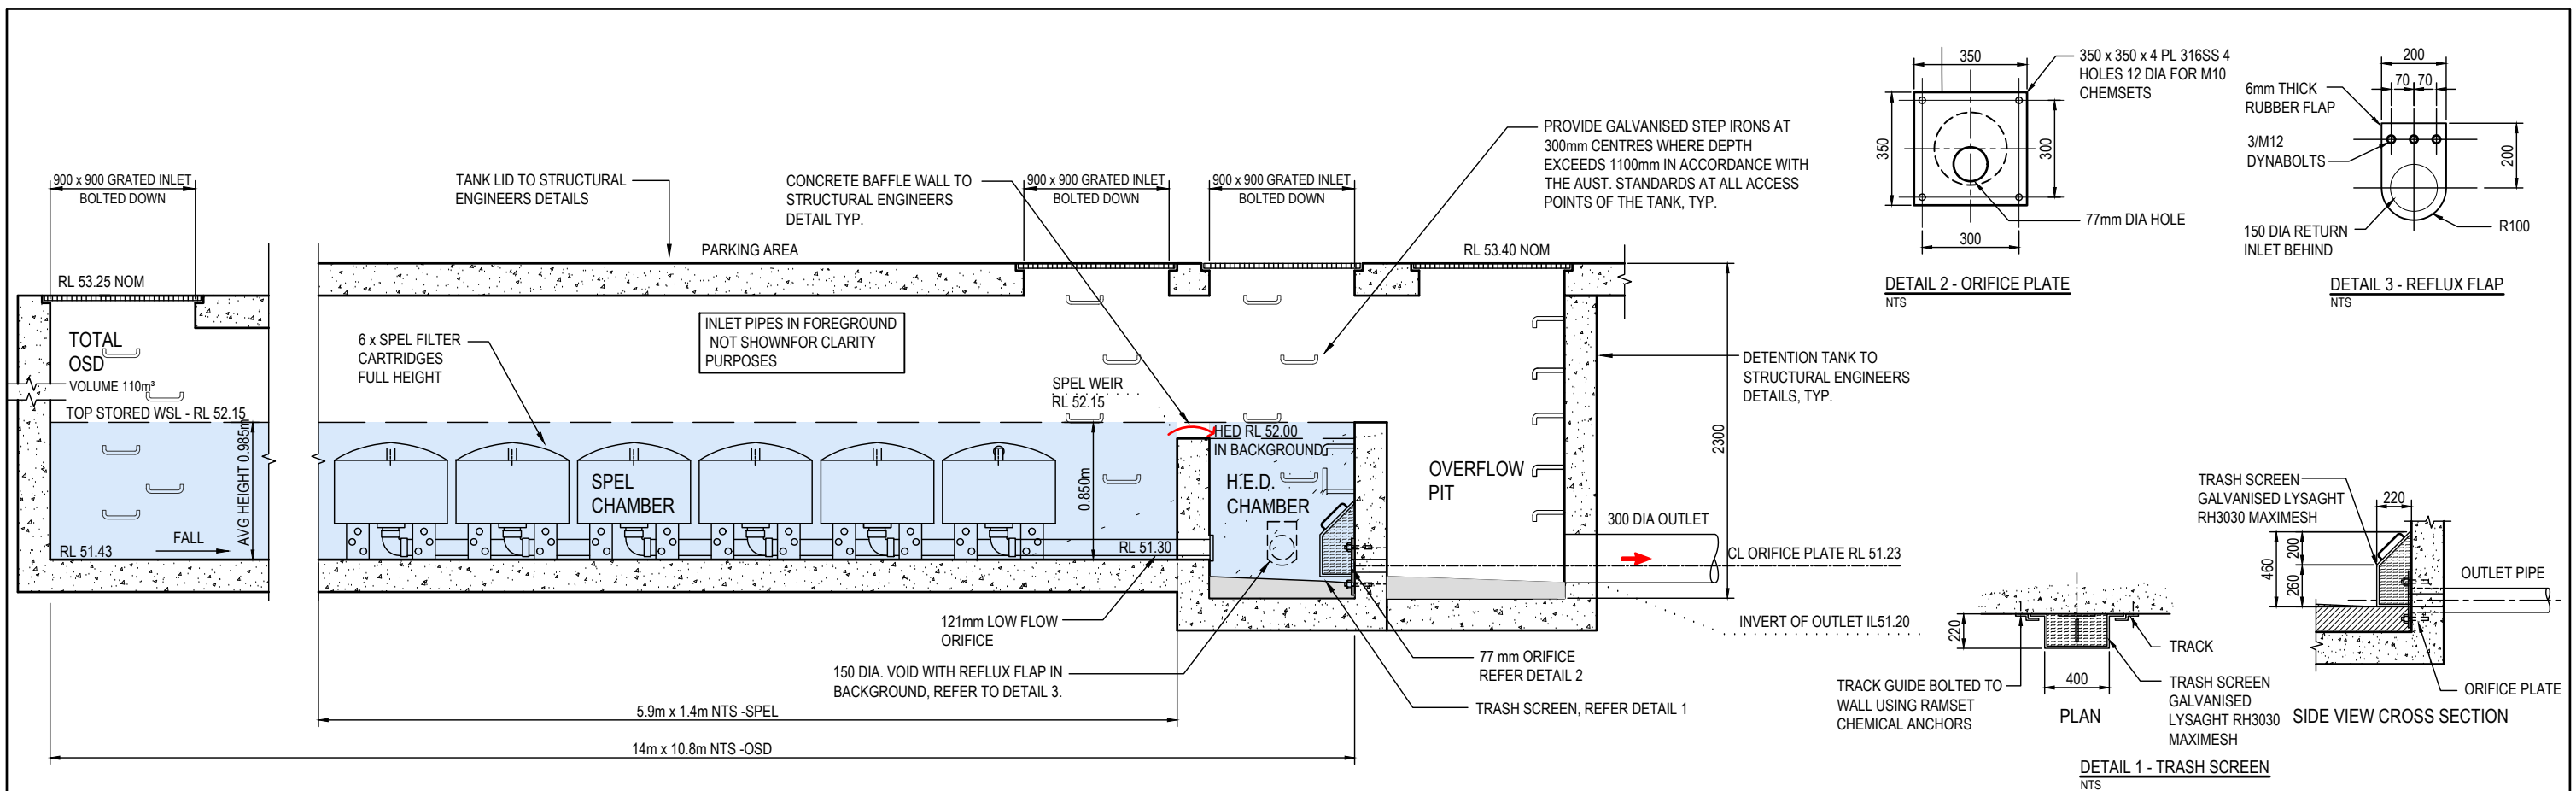 900 x 900 GRATED INLET
BOLTED DOWN
TANK LID TO STRUCTURAL
ENGINEERS DETAILS
CONCRETE BAFFLE WALL TO
STRUCTURAL ENGINEERS
DETAIL TYP.
900 x 900 GRATED INLET
BOLTED DOWN
900 x 900 GRATED INLET
BOLTED DOWN
PROVIDE GALVANISED STEP IRONS AT
300mm CENTRES WHERE DEPTH
EXCEEDS 1100mm IN ACCORDANCE WITH
THE AUST. STANDARDS AT ALL ACCESS
POINTS OF THE TANK, TYP.
PARKING AREA
RL 53.40 NOM
RL 53.25 NOM
TOTAL
OSD
VOLUME 110m³
TOP STORED WSL - RL 52.15
AVG HEIGHT 0.985m
RL 51.43
FALL
6 x SPEL FILTER
CARTRIDGES
FULL HEIGHT
INLET PIPES IN FOREGROUND
NOT SHOWNFOR CLARITY
PURPOSES
SPEL WEIR
RL 52.15
SPEL
CHAMBER
0.850m
RL 51.30
HED RL 52.00
IN BACKGROUND
H.E.D.
CHAMBER
OVERFLOW
PIT
2300
DETENTION TANK TO
STRUCTURAL ENGINEERS
DETAILS, TYP.
300 DIA OUTLET
CL ORIFICE PLATE RL 51.23
INVERT OF OUTLET IL51.20
121mm LOW FLOW
ORIFICE
150 DIA. VOID WITH REFLUX FLAP IN
BACKGROUND, REFER TO DETAIL 3.
77 mm ORIFICE
REFER DETAIL 2
TRASH SCREEN, REFER DETAIL 1
5.9m x 1.4m NTS -SPEL
14m x 10.8m NTS -OSD
350
350
300
300
350 x 350 x 4 PL 316SS 4
HOLES 12 DIA FOR M10
CHEMSETS
77mm DIA HOLE
DETAIL 2 - ORIFICE PLATE
NTS
200
70
70
200
6mm THICK
RUBBER FLAP
3/M12
DYNABOLTS
150 DIA RETURN
INLET BEHIND
R100
DETAIL 3 - REFLUX FLAP
NTS
TRASH SCREEN
GALVANISED LYSAGHT
RH3030 MAXIMESH
220
460
200
260
OUTLET PIPE
ORIFICE PLATE
SIDE VIEW CROSS SECTION
220
400
TRACK
TRACK GUIDE BOLTED TO
WALL USING RAMSET
CHEMICAL ANCHORS
PLAN
TRASH SCREEN
GALVANISED
LYSAGHT RH3030
MAXIMESH
DETAIL 1 - TRASH SCREEN
NTS